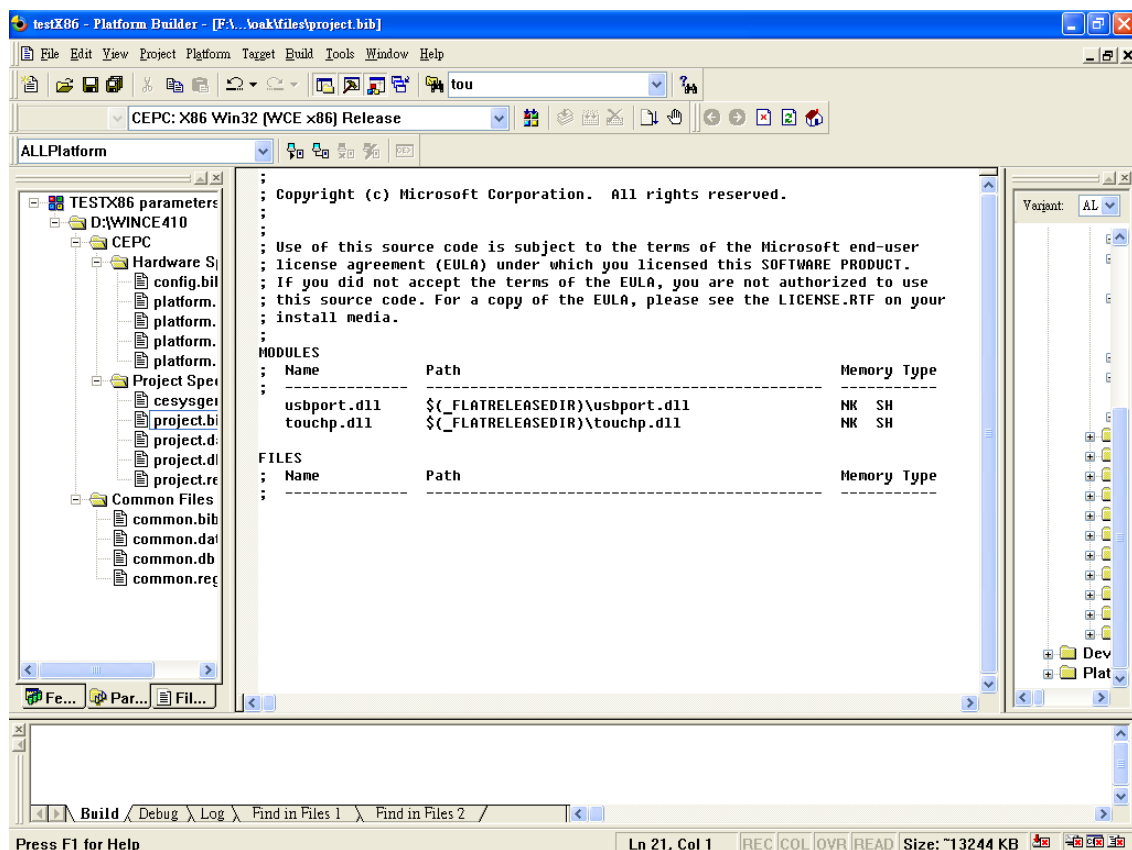 testX86 - Platform Builder - [F:\...\oak\files\project.bib]
File Edit View Project Platform Target Build Tools Window Help
tou
CEPC: X86 Win32 (WCE x86) Release
ALLPlatform
TESTX86 parameters
D:\WINCE410
CEPC
Hardware S
config.bil
platform.
platform.
platform.
platform.
Project Spe
cesysge
project.bi
project.d
project.dl
project.re
Common Files
common.bib
common.dat
common.db
common.reg
Fe... Par... Fil...
;
; Copyright (c) Microsoft Corporation.  All rights reserved.
;
;
; Use of this source code is subject to the terms of the Microsoft end-user
; license agreement (EULA) under which you licensed this SOFTWARE PRODUCT.
; If you did not accept the terms of the EULA, you are not authorized to use
; this source code. For a copy of the EULA, please see the LICENSE.RTF on your
; install media.
;
MODULES
;  Name            Path                                           Memory Type
;  --------------  ---------------------------------------------  -----------
   usbport.dll     $(_FLATRELEASEDIR)\usbport.dll                 NK  SH
   touchp.dll      $(_FLATRELEASEDIR)\touchp.dll                  NK  SH
FILES
;  Name            Path                                           Memory Type
;  --------------  ---------------------------------------------  -----------
Variant: AL
Dev
Plat
Build Debug Log Find in Files 1 Find in Files 2
Press F1 for Help Ln 21, Col 1 REC COL OVR READ Size: ~13244 KB